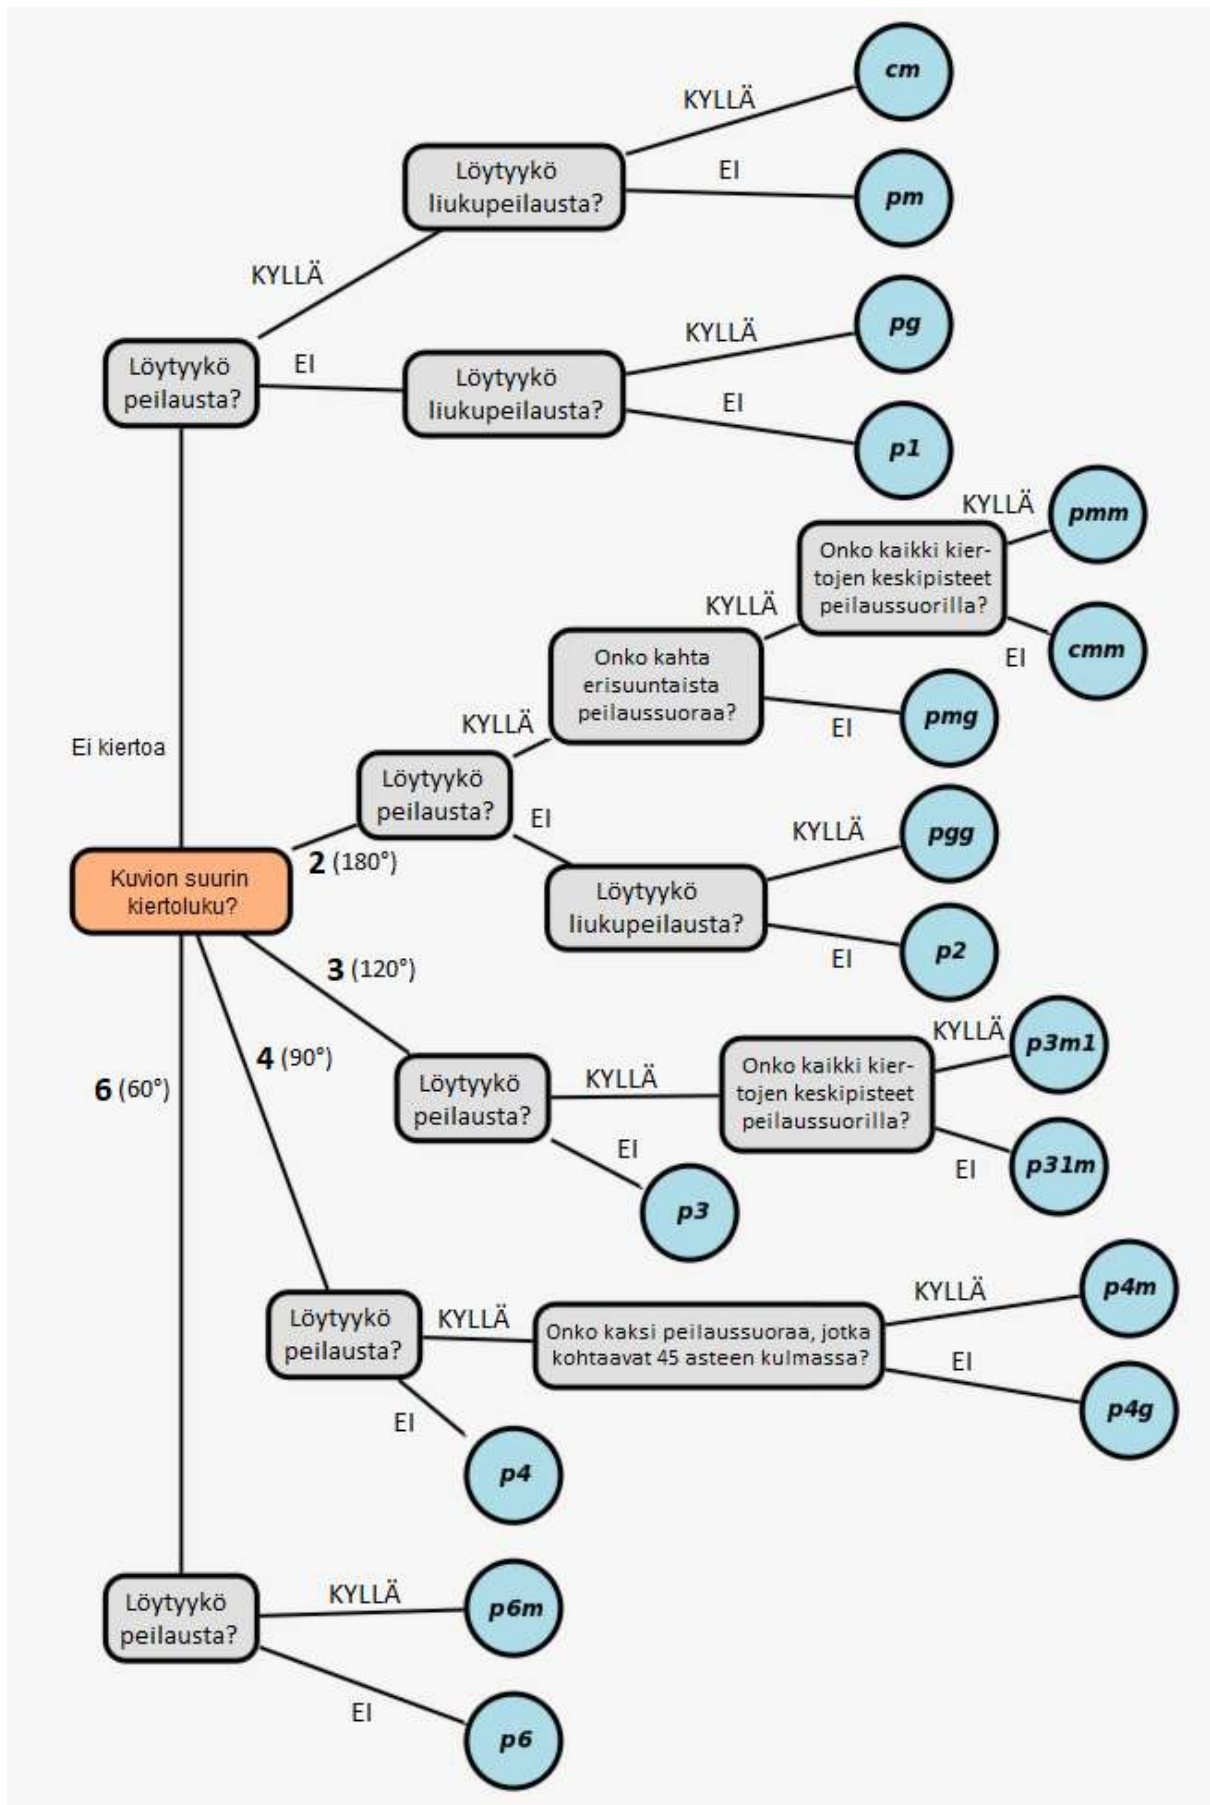 cm
KYLLÄ
Löytyykö
liukupeilausta?
EI
pm
KYLLÄ
Löytyykö
peilausta?
EI
Löytyykö
liukupeilausta?
KYLLÄ
pg
EI
p1
KYLLÄ
pmm
Onko kaikki kier-
tojen keskipisteet
peilaussuorilla?
EI
cmm
KYLLÄ
Onko kahta
erisuuntaista
peilaussuoraa?
EI
pmg
KYLLÄ
Ei kiertoa
Löytyykö
peilausta?
EI
KYLLÄ
pgg
Löytyykö
liukupeilausta?
EI
p2
2 (180°)
Kuvion suurin
kiertoluku?
3 (120°)
4 (90°)
6 (60°)
Löytyykö
peilausta?
KYLLÄ
Onko kaikki kier-
tojen keskipisteet
peilaussuorilla?
KYLLÄ
p3m1
EI
p31m
EI
p3
Löytyykö
peilausta?
KYLLÄ
Onko kaksi peilaussuoraa, jotka
kohtaavat 45 asteen kulmassa?
KYLLÄ
p4m
EI
p4g
EI
p4
Löytyykö
peilausta?
KYLLÄ
p6m
EI
p6